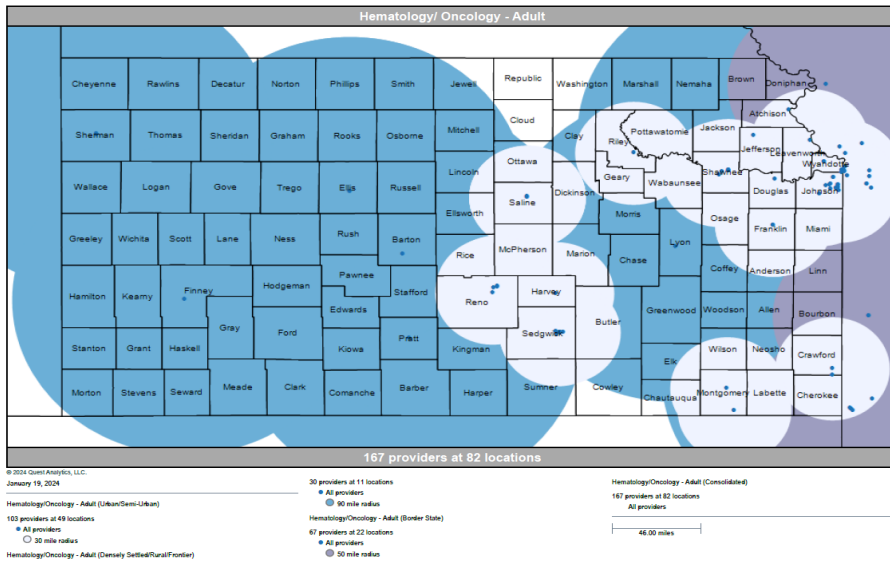 Hematology/ Oncology - Adult
Cheyenne Rawlins Decatur Norton Phillips Smith Jewell Republic Washington Marshall Nemaha Brown Doniphan
Sherman Thomas Sheridan Graham Rooks Osborne Mitchell Cloud Clay Riley Pottawatomie Jackson Atchison
Jefferson Leavenworth Wyandotte
Wallace Logan Gove Trego Ellis Russell Lincoln Ottawa Saline Dickinson Geary Wabaunsee Shawnee Douglas Johnson
Greeley Wichita Scott Lane Ness Rush Barton Ellsworth McPherson Marion Morris Lyon Osage Franklin Miami
Hamilton Kearny Finney Hodgeman Pawnee Stafford Rice Reno Harvey Chase Coffey Anderson Linn
Gray Ford Edwards Sedgwick Butler Greenwood Woodson Allen Bourbon
Stanton Grant Haskell Kiowa Pratt Kingman Elk Wilson Neosho Crawford
Morton Stevens Seward Meade Clark Comanche Barber Harper Sumner Cowley Chautauqua Montgomery Labette Cherokee
167 providers at 82 locations
© 2024 Quest Analytics, LLC.
January 19, 2024
Hematology/Oncology - Adult (Urban/Semi-Urban)
103 providers at 49 locations
All providers
30 mile radius
Hematology/Oncology - Adult (Densely Settled/Rural/Frontier)
30 providers at 11 locations
All providers
90 mile radius
Hematology/Oncology - Adult (Border State)
67 providers at 22 locations
All providers
50 mile radius
Hematology/Oncology - Adult (Consolidated)
167 providers at 82 locations
All providers
46.00 miles